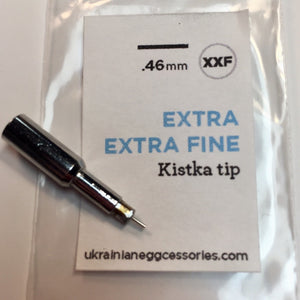 .46mm XXF
EXTRA
EXTRA FINE
Kistka tip
ukrainianeggcessories.com